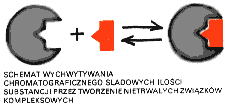 SCHEMAT WYCHWYTYWANIA
CHROMATOGRAFICZNEGO ŚLADOWYCH ILOŚCI
SUBSTANCJI PRZEZ TWORZENIE NIETRWAŁYCH ZWIĄZKÓW
KOMPLEKSOWYCH